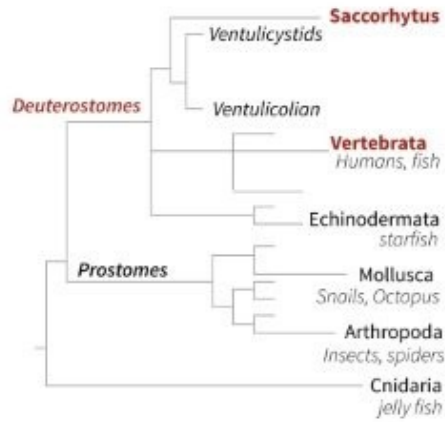 Saccorhytus
Ventulicystids
Deuterostomes
Ventulicolian
Vertebrata
Humans, fish
Echinodermata
starfish
Prostomes
Mollusca
Snails, Octopus
Arthropoda
Insects, spiders
Cnidaria
jelly fish